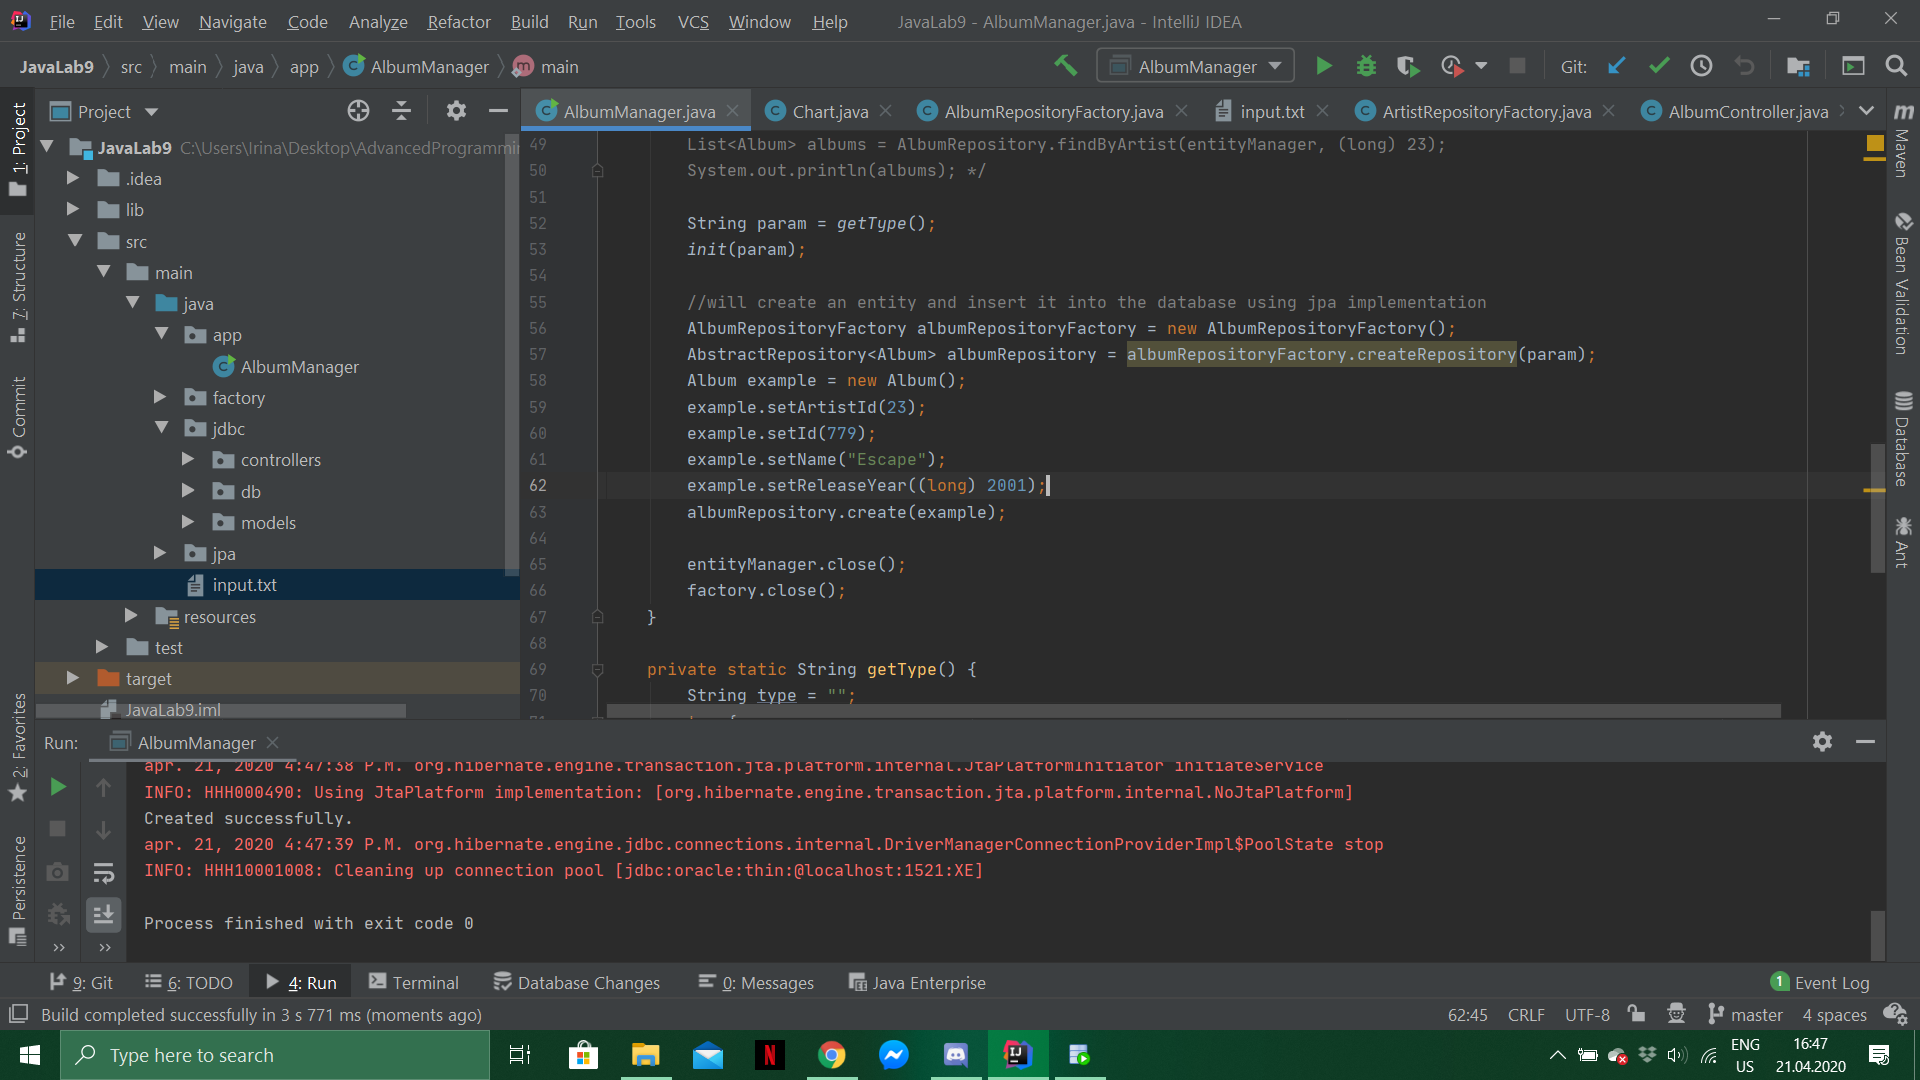 File Edit View Navigate Code Analyze Refactor Build Run Tools VCS Window Help JavaLab9 - AlbumManager.java - IntelliJ IDEA
JavaLab9 src main java app AlbumManager main AlbumManager Git:
Project AlbumManager.java Chart.java AlbumRepositoryFactory.java input.txt ArtistRepositoryFactory.java AlbumController.java
JavaLab9 C:\Users\Irina\Desktop\AdvancedProgrammin
.idea
lib
src
main
java
app
AlbumManager
factory
jdbc
controllers
db
models
jpa
input.txt
resources
test
target
JavaLab9.iml
1: Project
7: Structure
Commit
2: Favorites
Persistence
49 List<Album> albums = AlbumRepository.findByArtist(entityManager, (long) 23);
50 System.out.println(albums); */
51
52 String param = getType();
53 init(param);
54
55 //will create an entity and insert it into the database using jpa implementation
56 AlbumRepositoryFactory albumRepositoryFactory = new AlbumRepositoryFactory();
57 AbstractRepository<Album> albumRepository = albumRepositoryFactory.createRepository(param);
58 Album example = new Album();
59 example.setArtistId(23);
60 example.setId(779);
61 example.setName("Escape");
62 example.setReleaseYear((long) 2001);
63 albumRepository.create(example);
64
65 entityManager.close();
66 factory.close();
67 }
68
69 private static String getType() {
70 String type = "";
Maven
Bean Validation
Database
Ant
Run: AlbumManager
apr. 21, 2020 4:47:38 P.M. org.hibernate.engine.transaction.jta.platform.internal.JtaPlatformInitiator initiateService
INFO: HHH000490: Using JtaPlatform implementation: [org.hibernate.engine.transaction.jta.platform.internal.NoJtaPlatform]
Created successfully.
apr. 21, 2020 4:47:39 P.M. org.hibernate.engine.jdbc.connections.internal.DriverManagerConnectionProviderImpl$PoolState stop
INFO: HHH10001008: Cleaning up connection pool [jdbc:oracle:thin:@localhost:1521:XE]
Process finished with exit code 0
9: Git 6: TODO 4: Run Terminal Database Changes 0: Messages Java Enterprise 1 Event Log
Build completed successfully in 3 s 771 ms (moments ago) 62:45 CRLF UTF-8 master 4 spaces
Type here to search ENG 16:47
US 21.04.2020